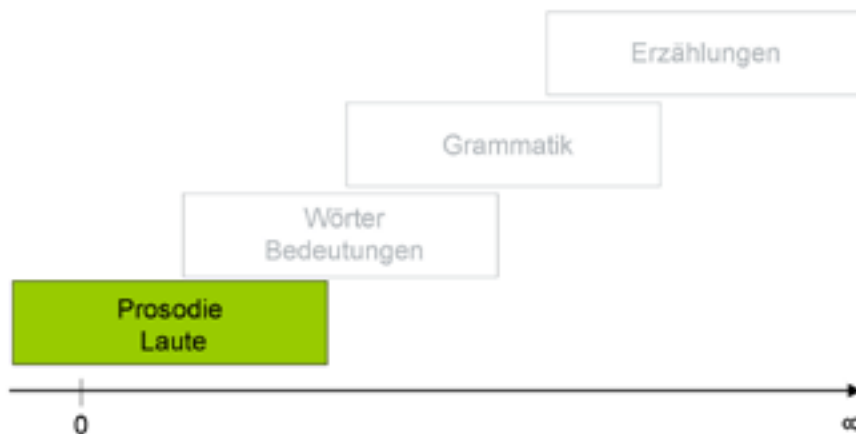 Erzählungen
Grammatik
Wörter
Bedeutungen
Prosodie
Laute
0